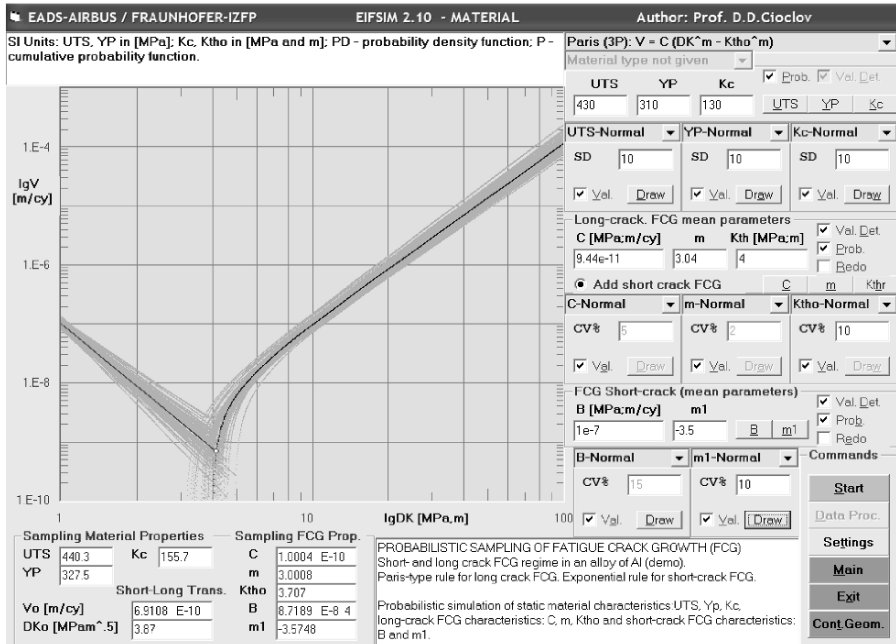 EADS-AIRBUS / FRAUNHOFER-IZFP EIFSIM 2.10 - MATERIAL Author: Prof. D.D.Cioclov
SI Units: UTS, YP in [MPa]; Kc, Ktho in [MPa and m]; PD - probability density function; P -
cumulative probability function.
Paris (3P): V = C (DK^m - Ktho^m)
Material type not given
Prob. Val. Det.
UTS YP Kc
430 310 130 UTS YP Kc
UTS-Normal YP-Normal Kc-Normal
SD 10 SD 10 SD 10
Val. Draw Val. Draw Val. Draw
Long-crack. FCG mean parameters
C [MPa;m/cy] m Kth [MPa;m]
9.44e-11 3.04 4
Val. Det.
Prob.
Redo
Add short crack FCG C m Kthr
C-Normal m-Normal Ktho-Normal
CV% 5 CV% 2 CV% 10
Val. Draw Val. Draw Val. Draw
FCG Short-crack (mean parameters)
B [MPa;m/cy] m1
1e-7 -3.5 B m1
Val. Det.
Prob.
Redo
B-Normal m1-Normal
CV% 15 CV% 10
Val. Draw Val. Draw
Commands
Start
Data Proc.
Settings
Main
Exit
Cont.Geom.
lgV
[m/cy]
1.E-4
1.E-6
1.E-8
1.E-10
1 10 100
lgDK [MPa,m]
Sampling Material Properties
UTS 440.3 Kc 155.7
YP 327.5
Short-Long Trans.
Vo [m/cy] 6.9108 E-10
DKo [MPam^.5] 3.87
Sampling FCG Prop.
C 1.0004 E-10
m 3.0008
Ktho 3.707
B 8.7189 E-8 4
m1 -3.5748
PROBABILISTIC SAMPLING OF FATIGUE CRACK GROWTH (FCG)
Short- and long crack FCG regime in an alloy of Al (demo).
Paris-type rule for long crack FCG. Exponential rule for short-crack FCG.
Probabilistic simulation of static material characteristics:UTS, Yp, Kc,
long-crack FCG characteristics: C, m, Ktho and short-crack FCG characteristics:
B and m1.